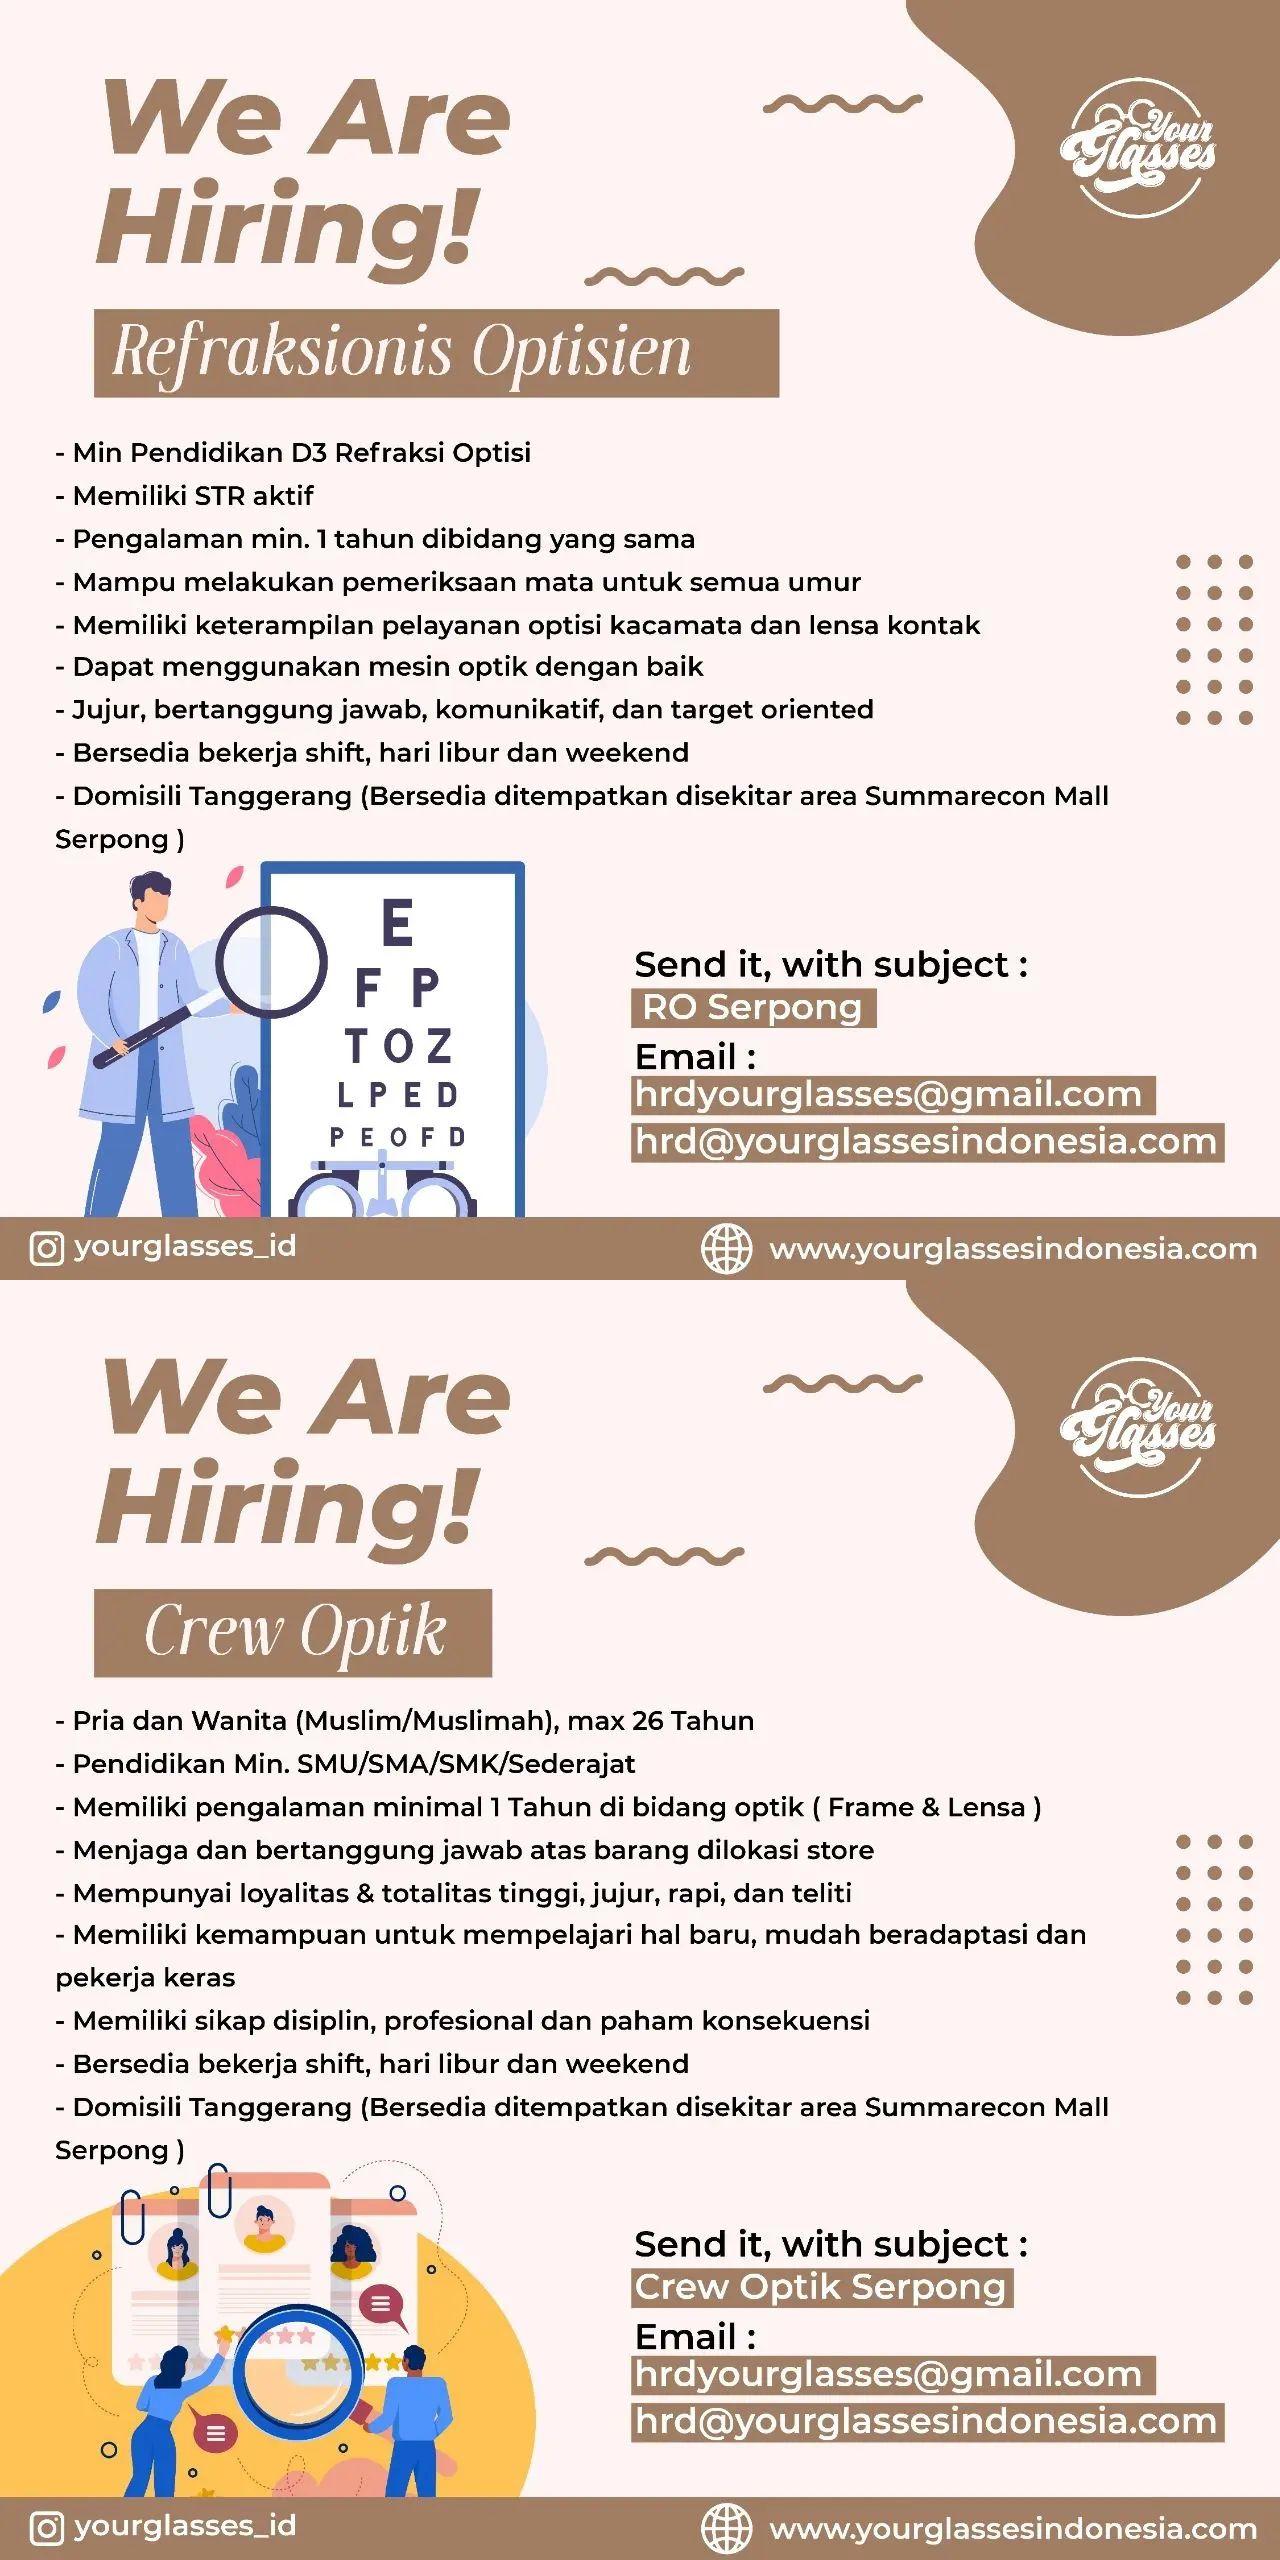 We Are
Hiring!
Your
Glasses
Refraksionis Optisien
- Min Pendidikan D3 Refraksi Optisi
- Memiliki STR aktif
- Pengalaman min. 1 tahun dibidang yang sama
- Mampu melakukan pemeriksaan mata untuk semua umur
- Memiliki keterampilan pelayanan optisi kacamata dan lensa kontak
- Dapat menggunakan mesin optik dengan baik
- Jujur, bertanggung jawab, komunikatif, dan target oriented
- Bersedia bekerja shift, hari libur dan weekend
- Domisili Tanggerang (Bersedia ditempatkan disekitar area Summarecon Mall
Serpong )
E
F P
T O Z
L P E D
P E O F D
Send it, with subject :
RO Serpong
Email :
hrdyourglasses@gmail.com
hrd@yourglassesindonesia.com
yourglasses_id
www.yourglassesindonesia.com
We Are
Hiring!
Your
Glasses
Crew Optik
- Pria dan Wanita (Muslim/Muslimah), max 26 Tahun
- Pendidikan Min. SMU/SMA/SMK/Sederajat
- Memiliki pengalaman minimal 1 Tahun di bidang optik ( Frame & Lensa )
- Menjaga dan bertanggung jawab atas barang dilokasi store
- Mempunyai loyalitas & totalitas tinggi, jujur, rapi, dan teliti
- Memiliki kemampuan untuk mempelajari hal baru, mudah beradaptasi dan
pekerja keras
- Memiliki sikap disiplin, profesional dan paham konsekuensi
- Bersedia bekerja shift, hari libur dan weekend
- Domisili Tanggerang (Bersedia ditempatkan disekitar area Summarecon Mall
Serpong )
Send it, with subject :
Crew Optik Serpong
Email :
hrdyourglasses@gmail.com
hrd@yourglassesindonesia.com
yourglasses_id
www.yourglassesindonesia.com